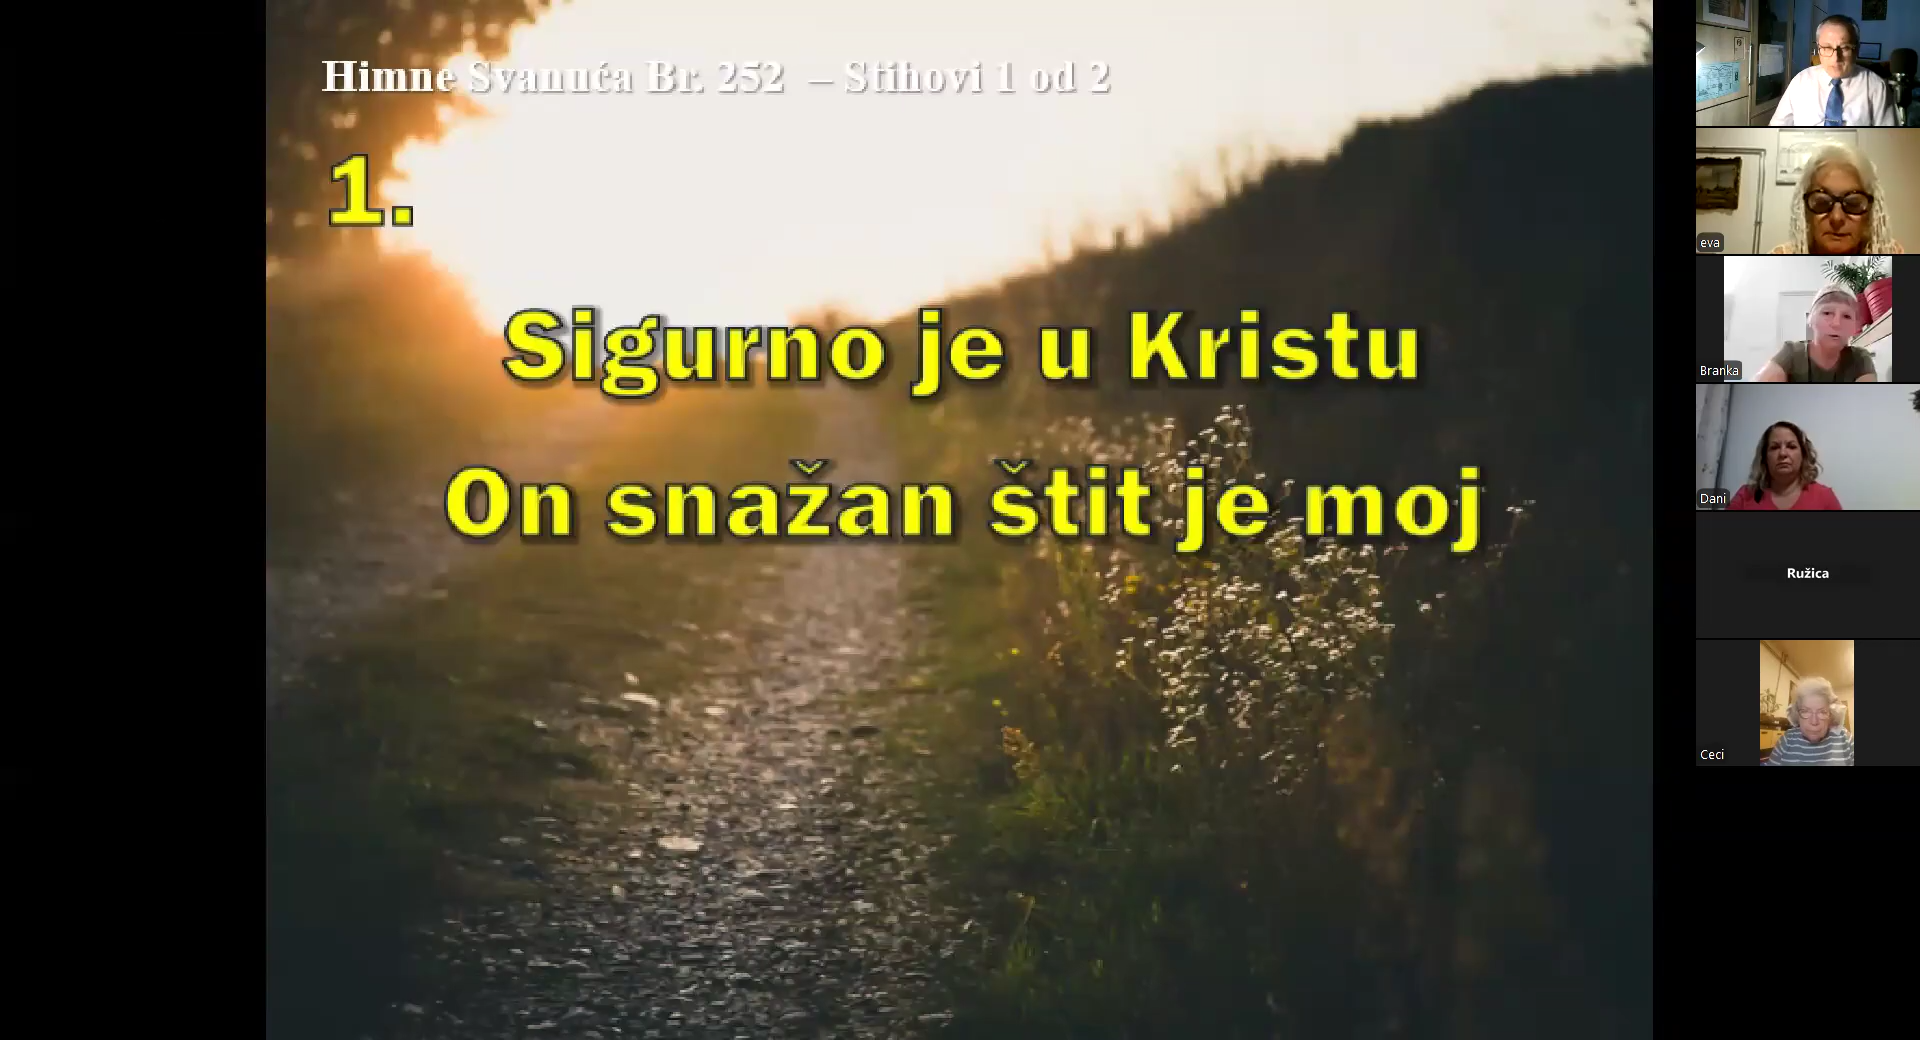 Himne Svanuća Br. 252 – Stihovi 1 od 2
1.
Sigurno je u Kristu
On snažan štit je moj
eva
Branka
Dani
Ružica
Ceci